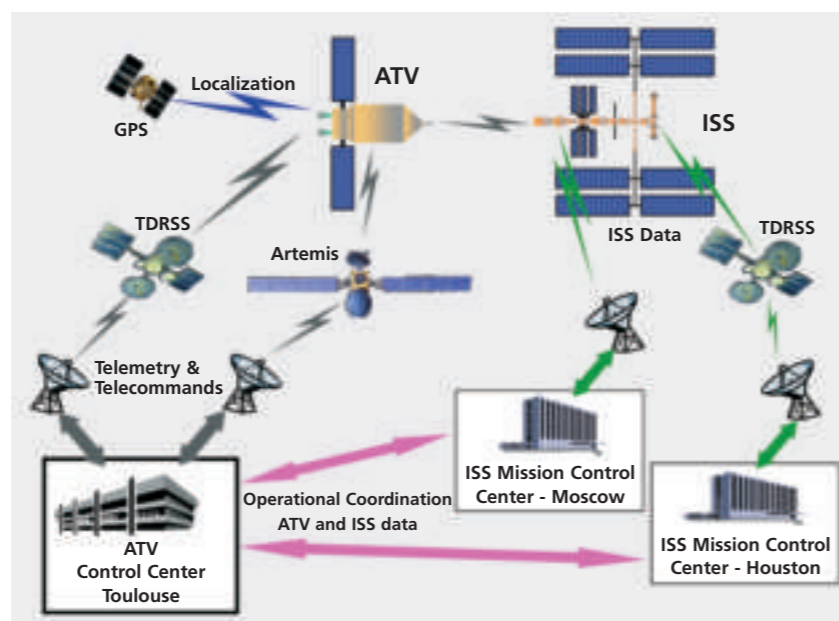 Localization
ATV
GPS
ISS
TDRSS
Artemis
ISS Data
TDRSS
Telemetry &
Telecommands
ISS Mission Control
Center - Moscow
Operational Coordination
ATV and ISS data
ISS Mission Control
Center - Houston
ATV
Control Center
Toulouse